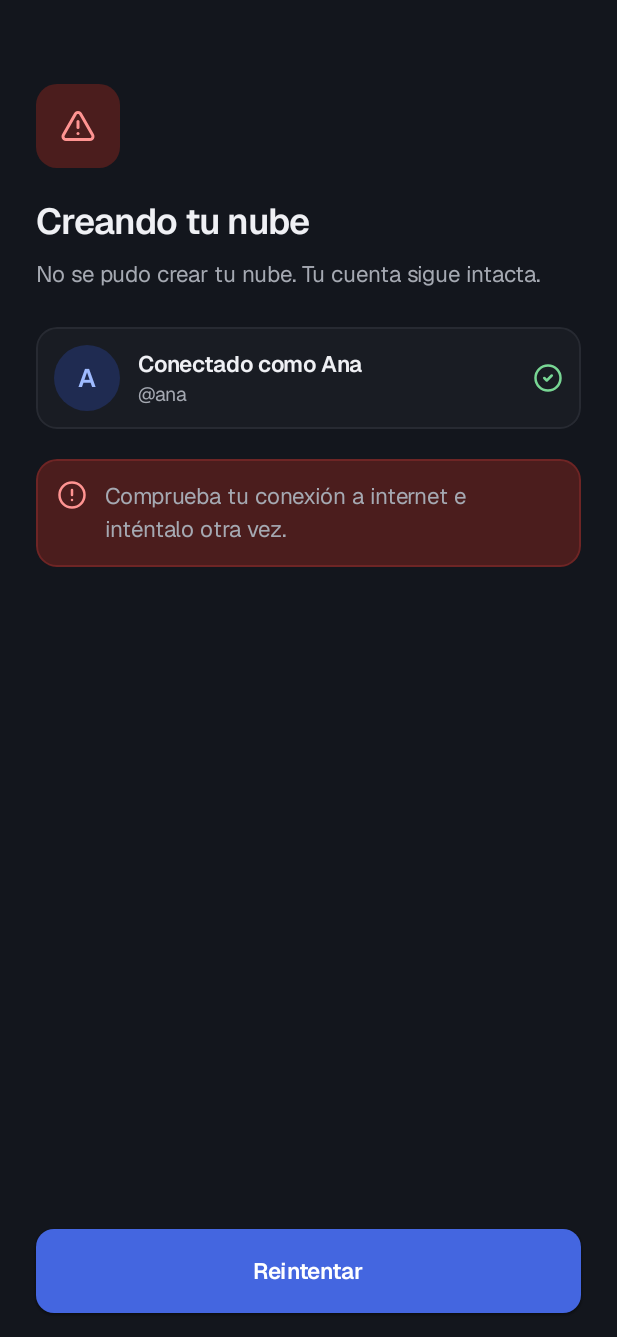 Creando tu nube
No se pudo crear tu nube. Tu cuenta sigue intacta.
A
Conectado como Ana
@ana
Comprueba tu conexión a internet e
inténtalo otra vez.
Reintentar